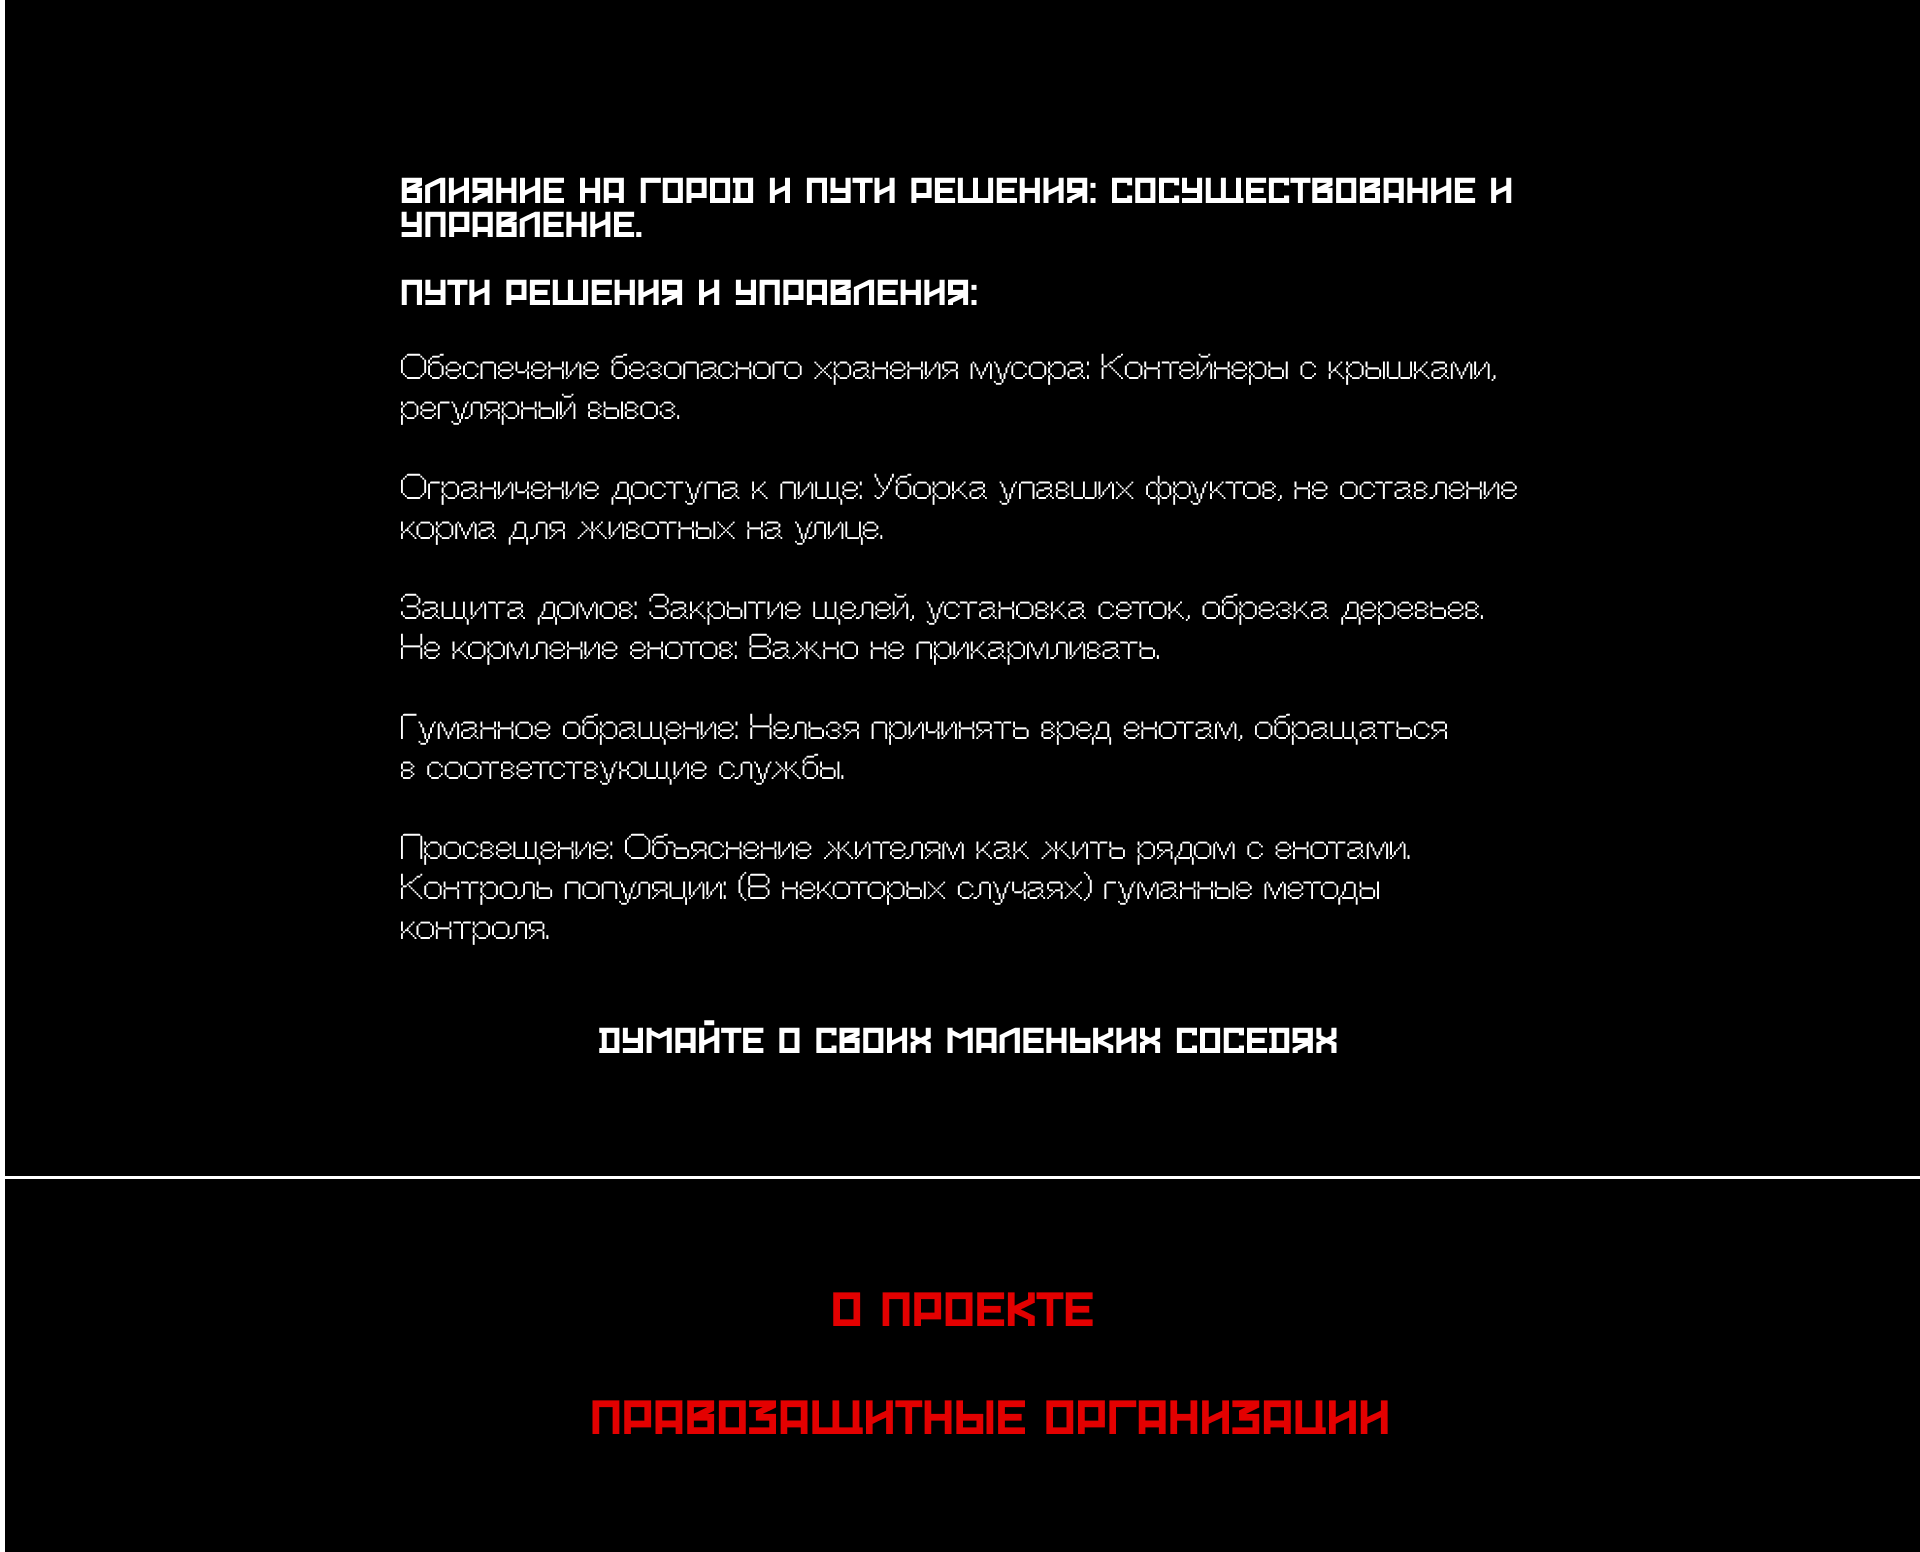 ВЛИЯНИЕ НА ГОРОД И ПУТИ РЕШЕНИЯ: СОСУЩЕСТВОВАНИЕ И
УПРАВЛЕНИЕ.
ПУТИ РЕШЕНИЯ И УПРАВЛЕНИЯ:
Обеспечение безопасного хранения мусора: Контейнеры с крышками,
регулярный вывоз.
Ограничение доступа к пище: Уборка упавших фруктов, не оставление
корма для животных на улице.
Защита домов: Закрытие щелей, установка сеток, обрезка деревьев.
Не кормление енотов: Важно не прикармливать.
Гуманное обращение: Нельзя причинять вред енотам, обращаться
в соответствующие службы.
Просвещение: Объяснение жителям как жить рядом с енотами.
Контроль популяции: (В некоторых случаях) гуманные методы
контроля.
ДУМАЙТЕ О СВОИХ МАЛЕНЬКИХ СОСЕДЯХ
О ПРОЕКТЕ
ПРАВОЗАЩИТНЫЕ ОРГАНИЗАЦИИ